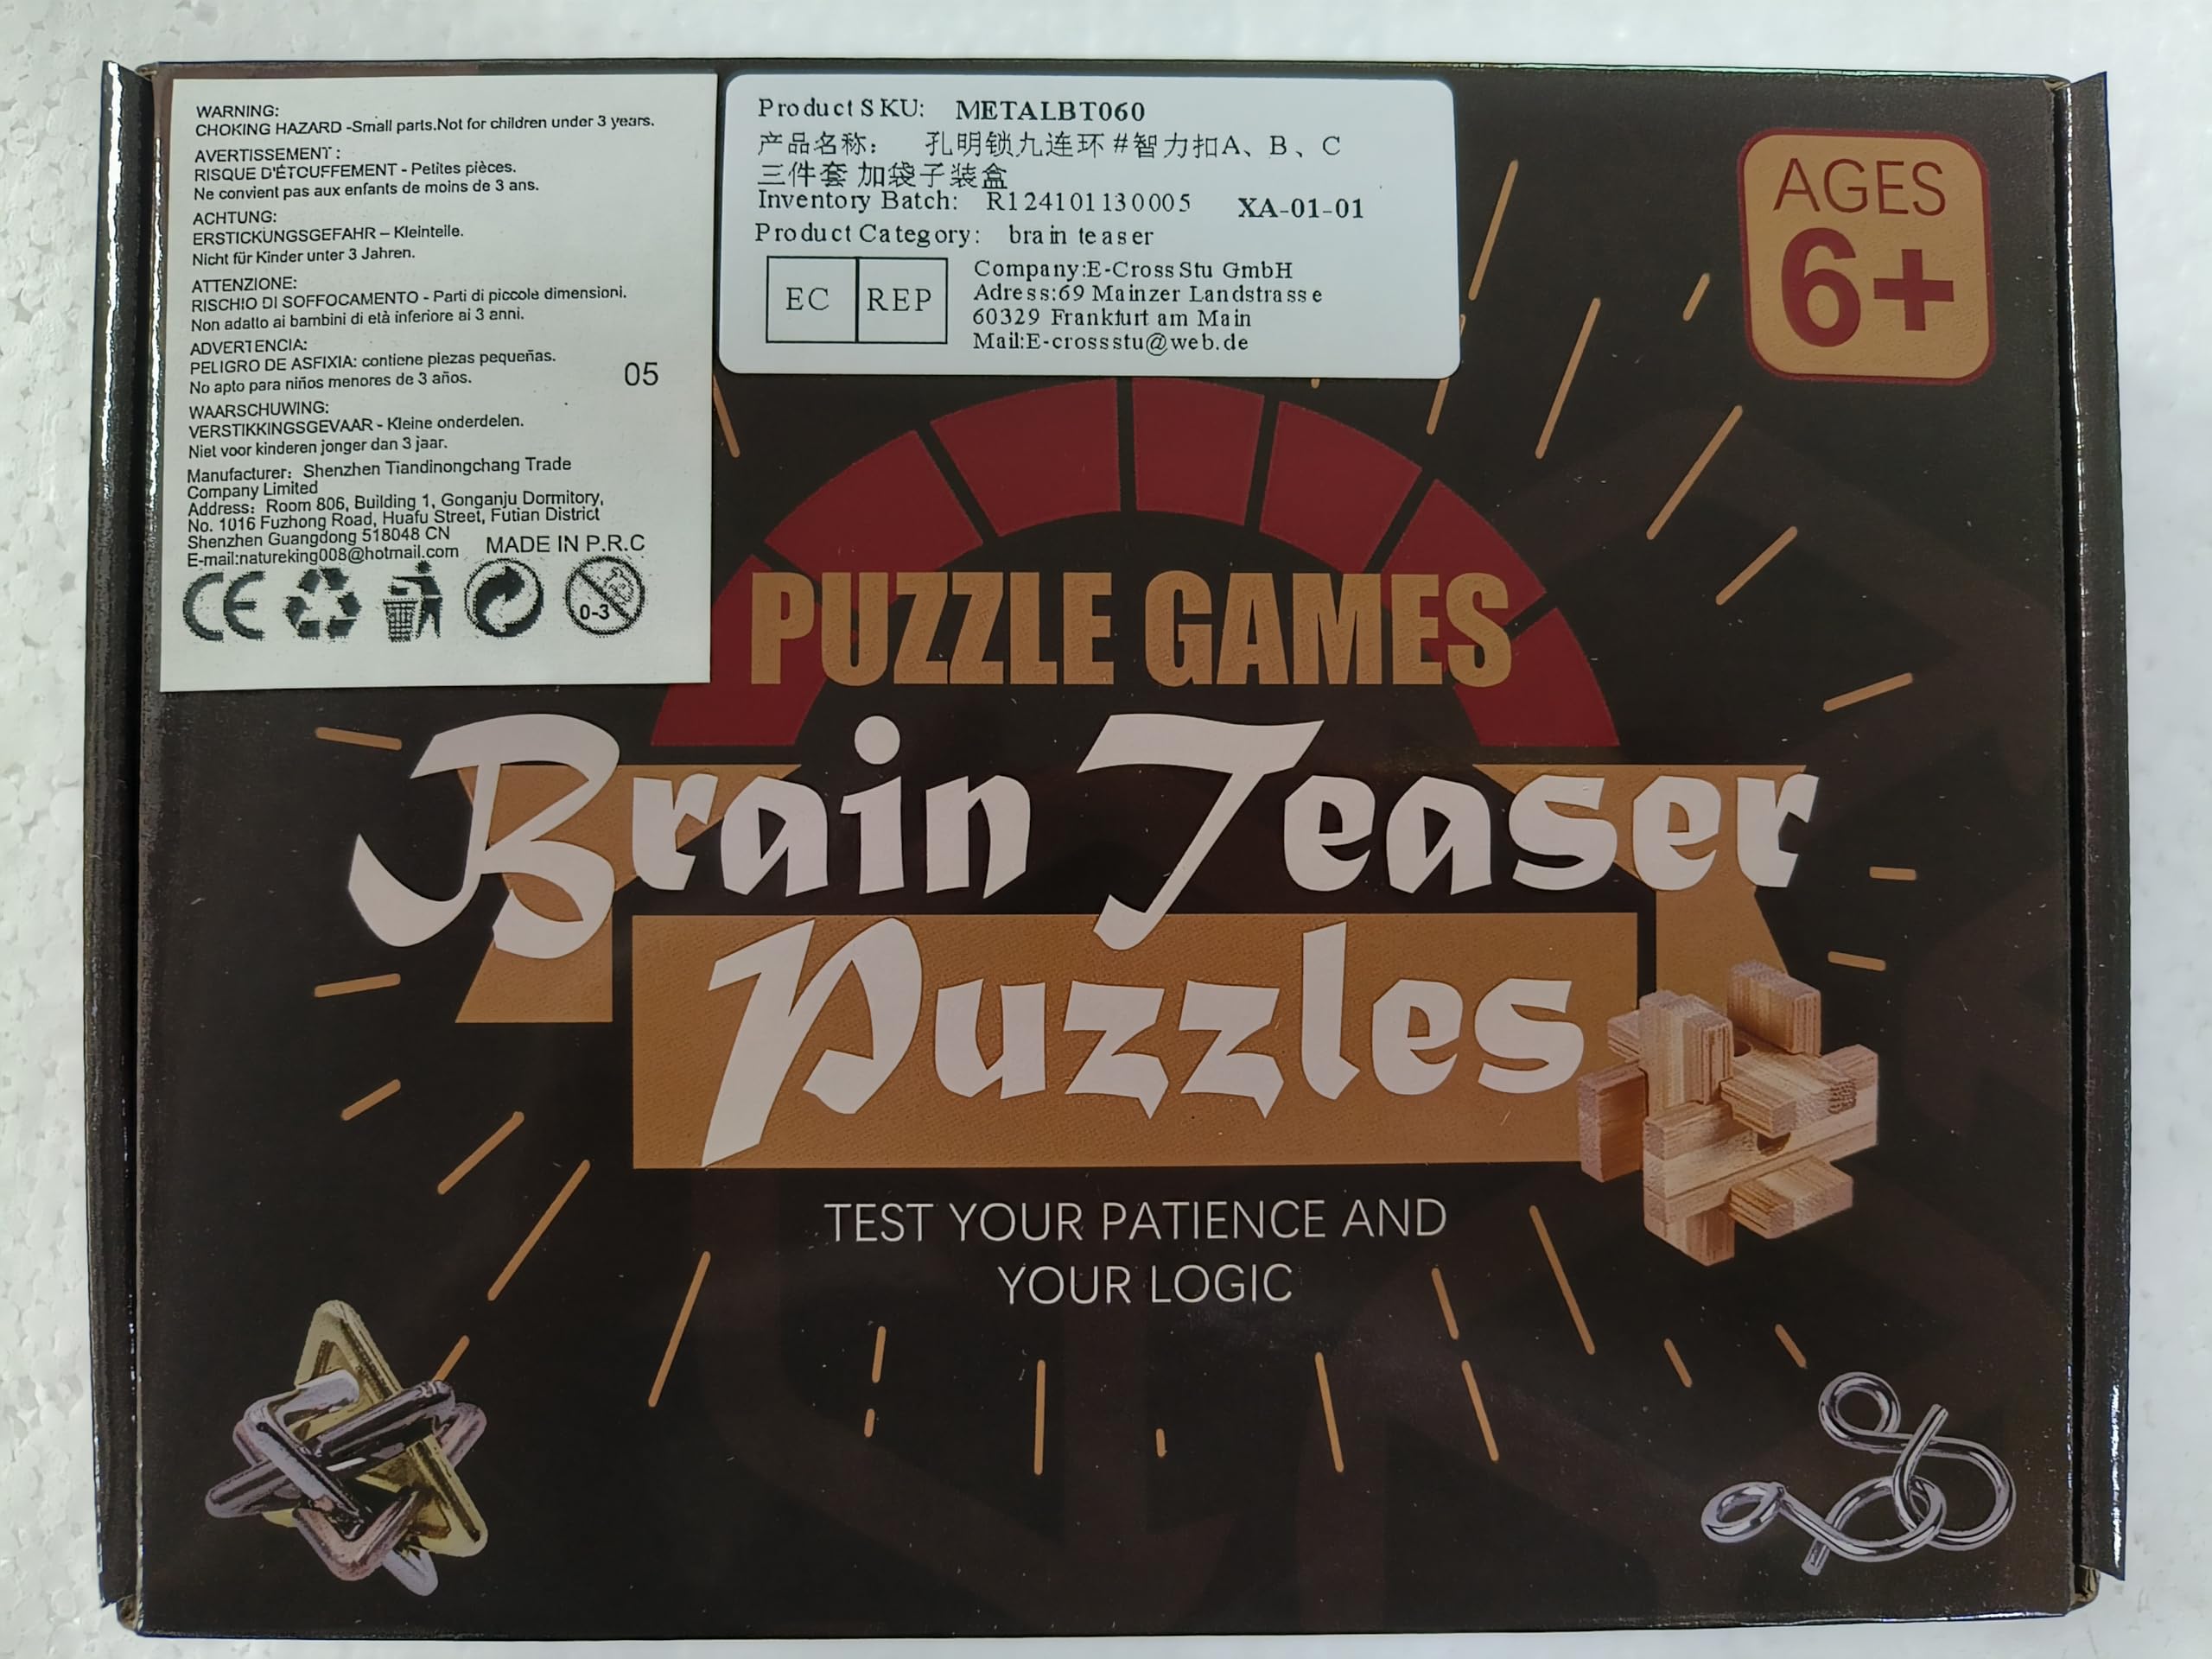 WARNING:
CHOKING HAZARD -Small parts.Not for children under 3 years.
AVERTISSEMENT :
RISQUE D'ÉTOUFFEMENT - Petites pièces.
Ne convient pas aux enfants de moins de 3 ans.
ACHTUNG:
ERSTICKUNGSGEFAHR – Kleinteile.
Nicht für Kinder unter 3 Jahren.
ATTENZIONE:
RISCHIO DI SOFFOCAMENTO - Parti di piccole dimensioni.
Non adatto ai bambini di età inferiore ai 3 anni.
ADVERTENCIA:
PELIGRO DE ASFIXIA: contiene piezas pequeñas.
No apto para niños menores de 3 años.
05
WAARSCHUWING:
VERSTIKKINGSGEVAAR - Kleine onderdelen.
Niet voor kinderen jonger dan 3 jaar.
Manufacturer: Shenzhen Tiandinongchang Trade
Company Limited
Address: Room 806, Building 1, Gonganju Dormitory,
No. 1016 Fuzhong Road, Huafu Street, Futian District
Shenzhen Guangdong 518048 CN
E-mail:natureking008@hotmail.com
MADE IN P.R.C
CE
0-3
Product SKU: METALBT060
产品名称: 孔明锁九连环 #智力扣A、B、C
三件套 加袋子装盒
Inventory Batch: R124101130005 XA-01-01
Product Category: brain teaser
EC REP
Company:E-Cross Stu GmbH
Adress:69 Mainzer Landstrasse
60329 Frankfurt am Main
Mail:E-crossstu@web.de
AGES
6+
PUZZLE GAMES
Brain Teaser
Puzzles
TEST YOUR PATIENCE AND
YOUR LOGIC